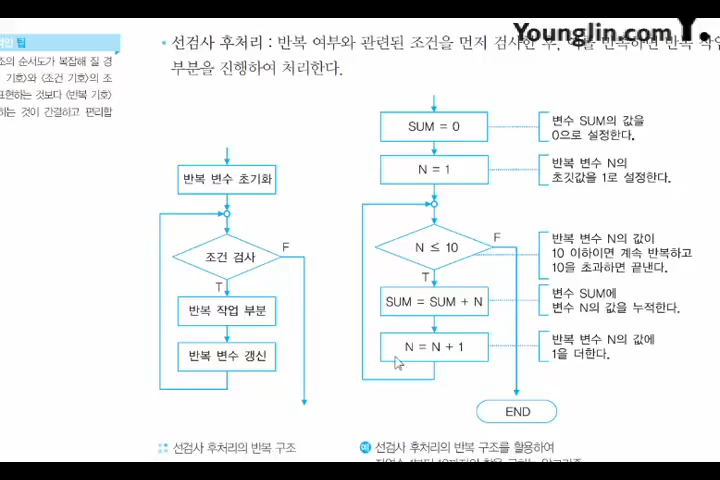 Younglin.com Y.
팁
조의 순서도가 복잡해 질 경
기호〉와 〈조건 기호〉의 조
표현하는 것보다 〈반복 기호〉
하는 것이 간결하고 편리합
• 선검사 후처리 : 반복 여부와 관련된 조건을 먼저 검사한 후, 반복 작업
부분을 진행하여 처리한다.
반복 변수 초기화
조건 검사
F
T
반복 작업 부분
반복 변수 갱신
선검사 후처리의 반복 구조
SUM = 0
변수 SUM의 값을
0으로 설정한다.
N = 1
반복 변수 N의
초깃값을 1로 설정한다.
N ≤ 10
F
T
반복 변수 N의 값이
10 이하이면 계속 반복하고
10을 초과하면 끝낸다.
SUM = SUM + N
변수 SUM에
변수 N의 값을 누적한다.
N = N + 1
반복 변수 N의 값에
1을 더한다.
END
예 선검사 후처리의 반복 구조를 활용하여